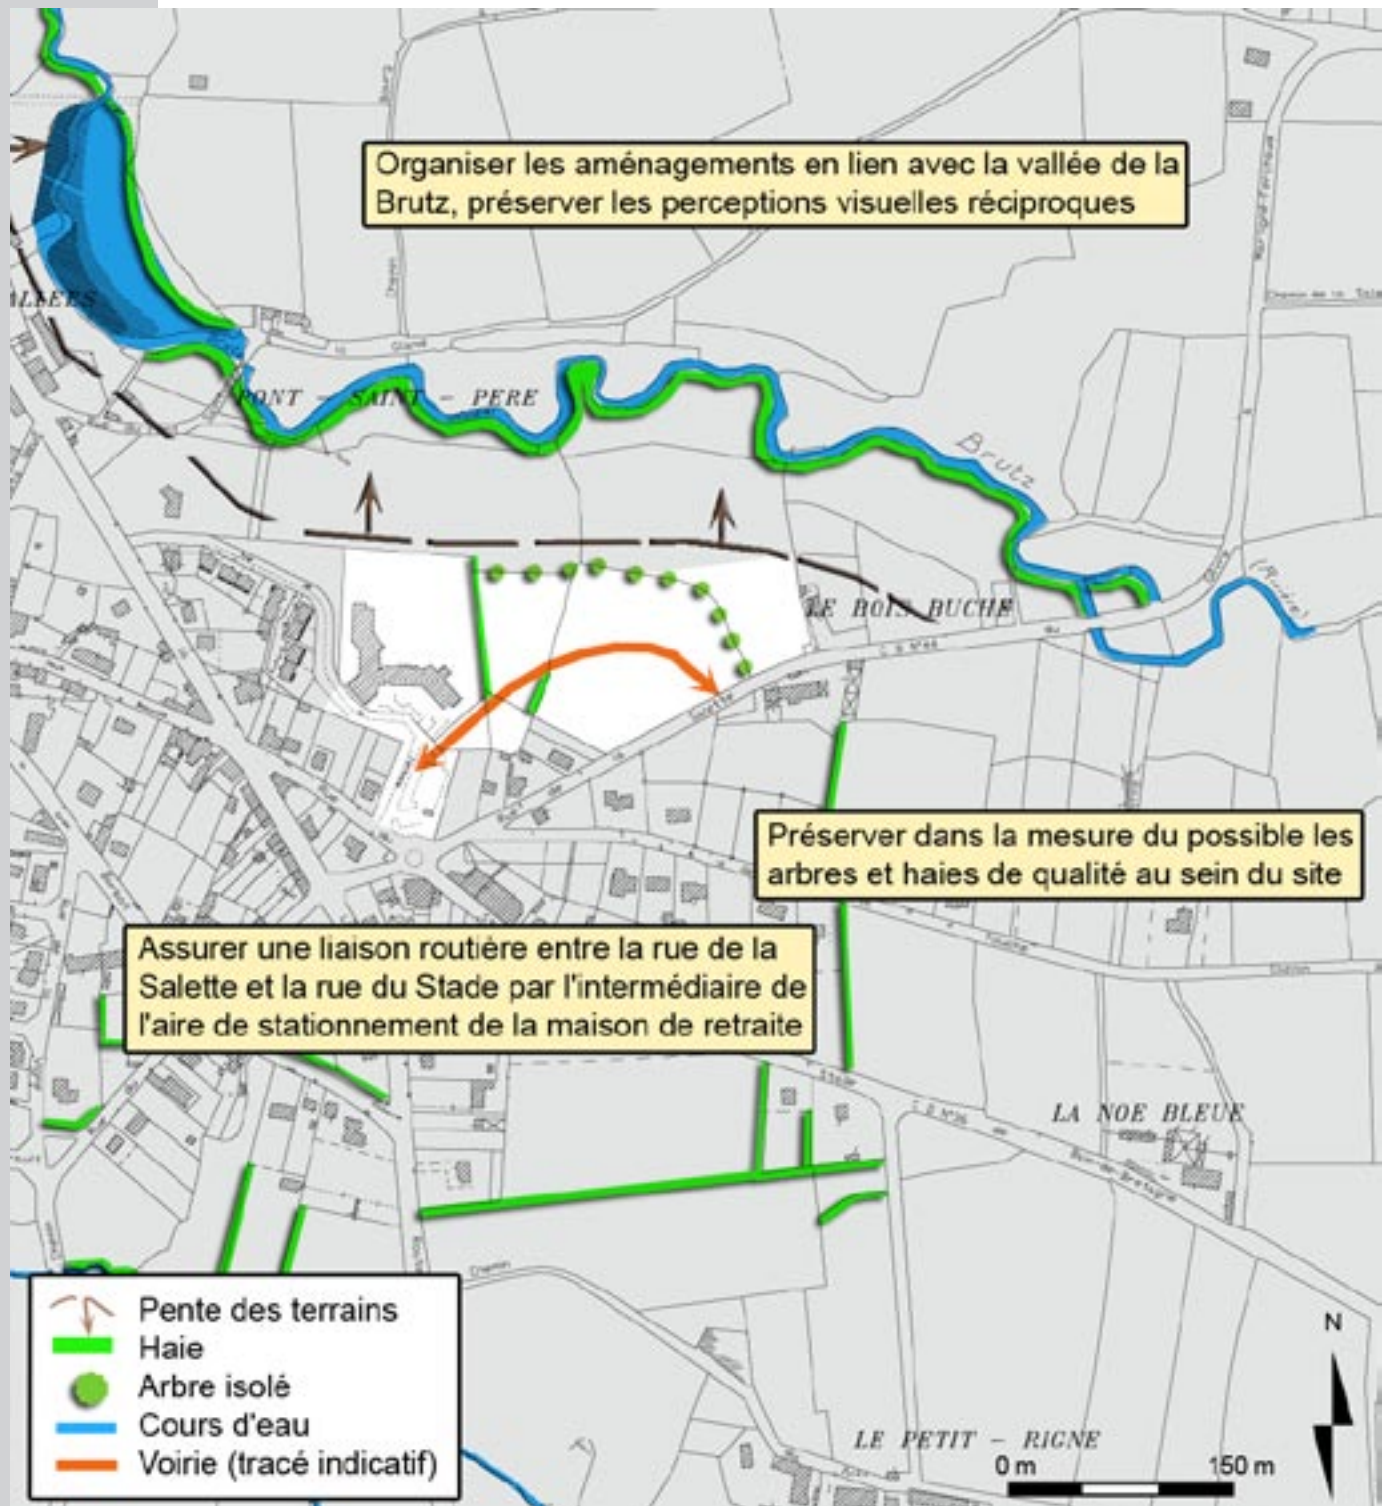 Organiser les aménagements en lien avec la vallée de la
Brutz, préserver les perceptions visuelles réciproques
PONT - SAINT - PERE
Brutz
LE BOIS BUCHE
C D N°
Salette
Préserver dans la mesure du possible les
arbres et haies de qualité au sein du site
Assurer une liaison routière entre la rue de la
Salette et la rue du Stade par l'intermédiaire de
l'aire de stationnement de la maison de retraite
LA NOE BLEUE
Chemin
LE PETIT - RIGNE
Pente des terrains
Haie
Arbre isolé
Cours d'eau
Voirie (tracé indicatif)
N
0 m
150 m